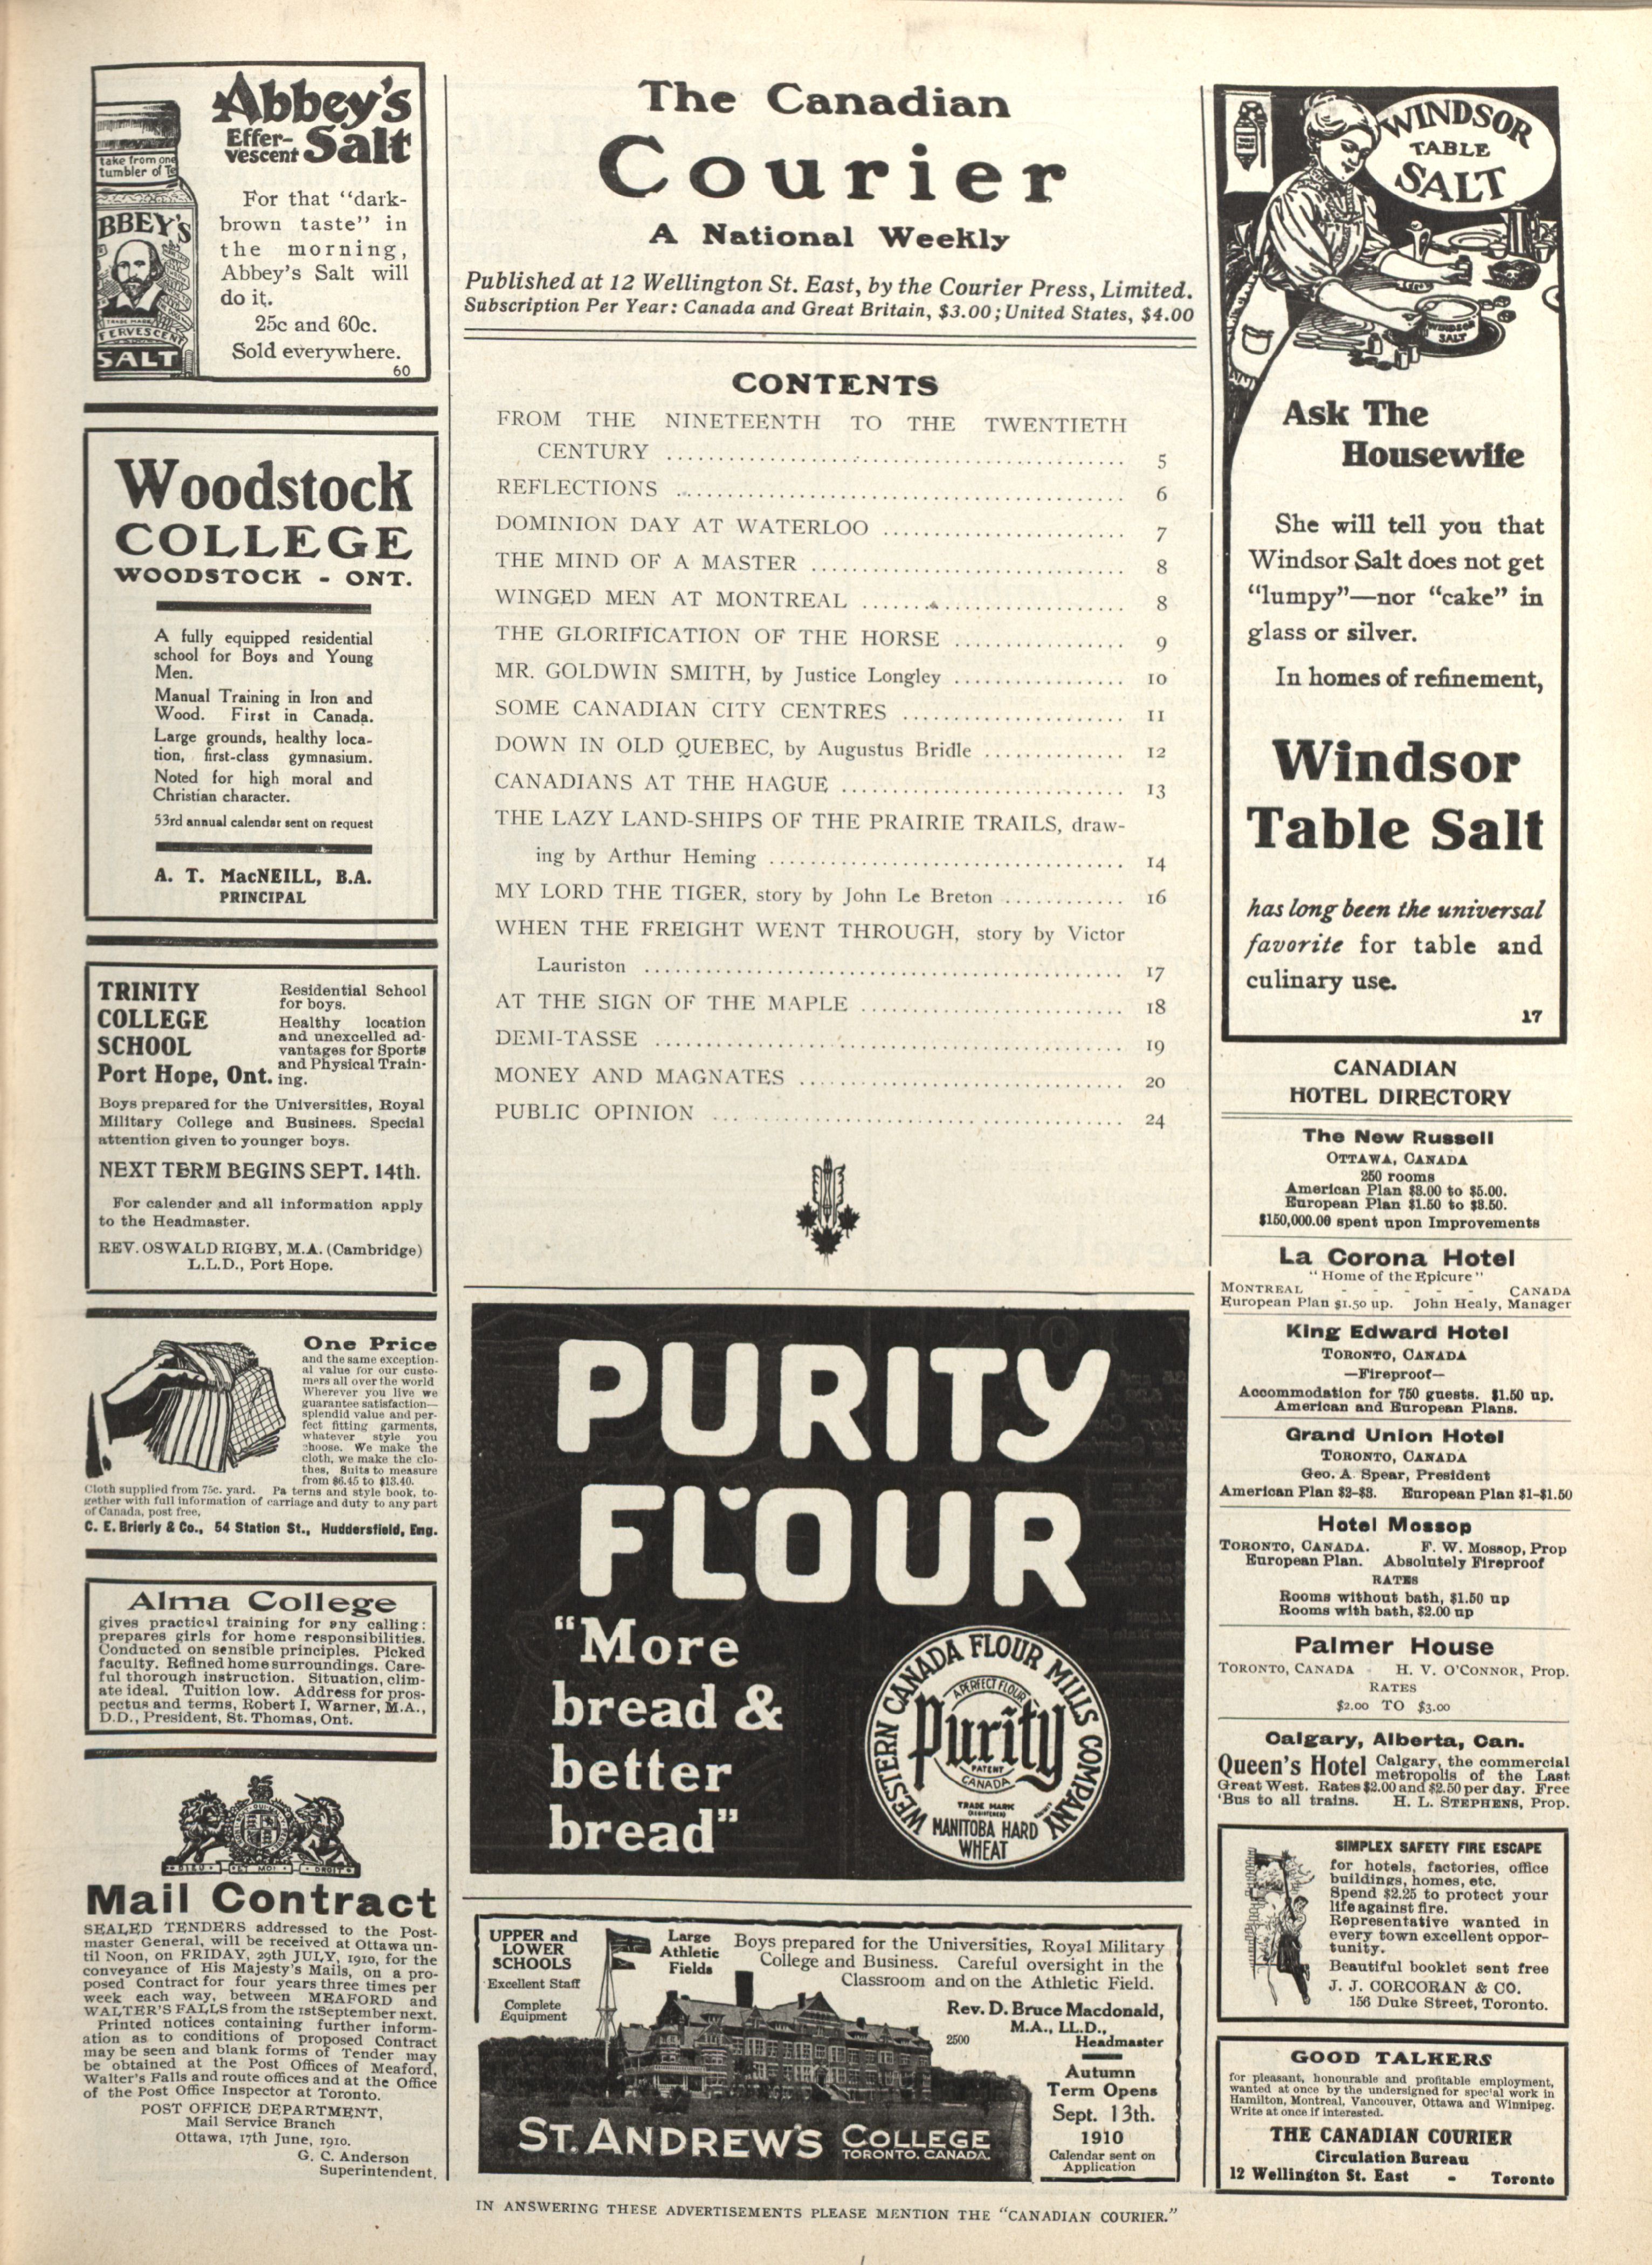 Abbey's
Effer-
vescent Salt
take from one
tumbler of Te
BBEY'S
TRADE MARK
FERVESCENT
SALT
For that "dark-
brown taste" in
the morning,
Abbey's Salt will
do it.
25c and 60c.
Sold everywhere.
60
Woodstock
COLLEGE
WOODSTOCK - ONT.
A fully equipped residential
school for Boys and Young
Men.
Manual Training in Iron and
Wood. First in Canada.
Large grounds, healthy loca-
tion, first-class gymnasium.
Noted for high moral and
Christian character.
53rd annual calendar sent on request
A. T. MacNEILL, B.A.
PRINCIPAL
TRINITY
COLLEGE
SCHOOL
Port Hope, Ont.
Residential School
for boys.
Healthy location
and unexcelled ad-
vantages for Sports
and Physical Train-
ing.
Boys prepared for the Universities, Royal
Military College and Business. Special
attention given to younger boys.
NEXT TERM BEGINS SEPT. 14th.
For calender and all information apply
to the Headmaster.
REV. OSWALD RIGBY, M.A. (Cambridge)
L.L.D., Port Hope.
One Price
and the same exception-
al value for our custo-
mers all over the world
Wherever you live we
guarantee satisfaction—
splendid value and per-
fect fitting garments,
whatever style you
choose. We make the
cloth, we make the clo-
thes, Suits to measure
from $6.45 to $13.40.
Cloth supplied from 75c. yard. Pa terns and style book, to-
gether with full information of carriage and duty to any part
of Canada, post free,
C. E. Brierly & Co., 54 Station St., Huddersfield, Eng.
Alma College
gives practical training for any calling:
prepares girls for home responsibilities.
Conducted on sensible principles. Picked
faculty. Refined home surroundings. Care-
ful thorough instruction. Situation, clim-
ate ideal. Tuition low. Address for pros-
pectus and terms, Robert I. Warner, M.A.,
D.D., President, St. Thomas, Ont.
DIEU ET MOI DROIT
Mail Contract
SEALED TENDERS addressed to the Post-
master General, will be received at Ottawa un-
til Noon, on FRIDAY, 29th JULY, 1910, for the
conveyance of His Majesty's Mails, on a pro-
posed Contract for four years three times per
week each way, between MEAFORD and
WALTER'S FALLS from the 1stSeptember next.
Printed notices containing further inform-
ation as to conditions of proposed Contract
may be seen and blank forms of Tender may
be obtained at the Post Offices of Meaford,
Walter's Falls and route offices and at the Office
of the Post Office Inspector at Toronto.
POST OFFICE DEPARTMENT,
Mail Service Branch
Ottawa, 17th June, 1910.
G. C. Anderson
Superintendent.
The Canadian
Courier
A National Weekly
Published at 12 Wellington St. East, by the Courier Press, Limited.
Subscription Per Year: Canada and Great Britain, $3.00; United States, $4.00
CONTENTS
FROM THE NINETEENTH TO THE TWENTIETH
CENTURY ........ 5
REFLECTIONS ........ 6
DOMINION DAY AT WATERLOO ........ 7
THE MIND OF A MASTER ........ 8
WINGED MEN AT MONTREAL ........ 8
THE GLORIFICATION OF THE HORSE ........ 9
MR. GOLDWIN SMITH, by Justice Longley ........ 10
SOME CANADIAN CITY CENTRES ........ 11
DOWN IN OLD QUEBEC, by Augustus Bridle ........ 12
CANADIANS AT THE HAGUE ........ 13
THE LAZY LAND-SHIPS OF THE PRAIRIE TRAILS, draw-
ing by Arthur Heming ........ 14
MY LORD THE TIGER, story by John Le Breton ........ 16
WHEN THE FREIGHT WENT THROUGH, story by Victor
Lauriston ........ 17
AT THE SIGN OF THE MAPLE ........ 18
DEMI-TASSE ........ 19
MONEY AND MAGNATES ........ 20
PUBLIC OPINION ........ 24
PURITY
FLOUR
"More
bread &
better
bread"
WESTERN CANADA FLOUR MILLS COMPANY
A PERFECT FLOUR
Purity
PATENT
CANADA
TRADE MARK
MANITOBA HARD
WHEAT
UPPER and
LOWER
SCHOOLS
Excellent Staff
Complete
Equipment
Large
Athletic
Fields
Boys prepared for the Universities, Royal Military
College and Business. Careful oversight in the
Classroom and on the Athletic Field.
Rev. D. Bruce Macdonald,
M.A., LL.D.,
Headmaster
2500
Autumn
Term Opens
Sept. 13th.
1910
Calendar sent on
Application
ST. ANDREW'S COLLEGE
TORONTO. CANADA.
IN ANSWERING THESE ADVERTISEMENTS PLEASE MENTION THE "CANADIAN COURIER."
WINDSOR
TABLE
SALT
WINDSOR
SALT
Ask The
Housewife
She will tell you that
Windsor Salt does not get
"lumpy"—nor "cake" in
glass or silver.
In homes of refinement,
Windsor
Table Salt
has long been the universal
favorite for table and
culinary use.
17
CANADIAN
HOTEL DIRECTORY
The New Russell
OTTAWA, CANADA
250 rooms
American Plan $3.00 to $5.00.
European Plan $1.50 to $3.50.
$150,000.00 spent upon Improvements
La Corona Hotel
"Home of the Epicure"
MONTREAL - - - - - CANADA
European Plan $1.50 up. John Healy, Manager
King Edward Hotel
TORONTO, CANADA
—Fireproof—
Accommodation for 750 guests. $1.50 up.
American and European Plans.
Grand Union Hotel
TORONTO, CANADA
Geo. A. Spear, President
American Plan $2-$3. European Plan $1-$1.50
Hotel Mossop
TORONTO, CANADA. F. W. Mossop, Prop
European Plan. Absolutely Fireproof
RATES
Rooms without bath, $1.50 up
Rooms with bath, $2.00 up
Palmer House
TORONTO, CANADA - H. V. O'CONNOR, Prop.
RATES
$2.00 TO $3.00
Calgary, Alberta, Can.
Queen's Hotel Calgary, the commercial
metropolis of the Last
Great West. Rates $2.00 and $2.50 per day. Free
'Bus to all trains. H. L. STEPHENS, Prop.
SIMPLEX SAFETY FIRE ESCAPE
for hotels, factories, office
buildings, homes, etc.
Spend $2.25 to protect your
life against fire.
Representative wanted in
every town excellent oppor-
tunity.
Beautiful booklet sent free
J. J. CORCORAN & CO.
156 Duke Street, Toronto.
GOOD TALKERS
for pleasant, honourable and profitable employment,
wanted at once by the undersigned for special work in
Hamilton, Montreal, Vancouver, Ottawa and Winnipeg.
Write at once if interested.
THE CANADIAN COURIER
Circulation Bureau
12 Wellington St. East - Toronto